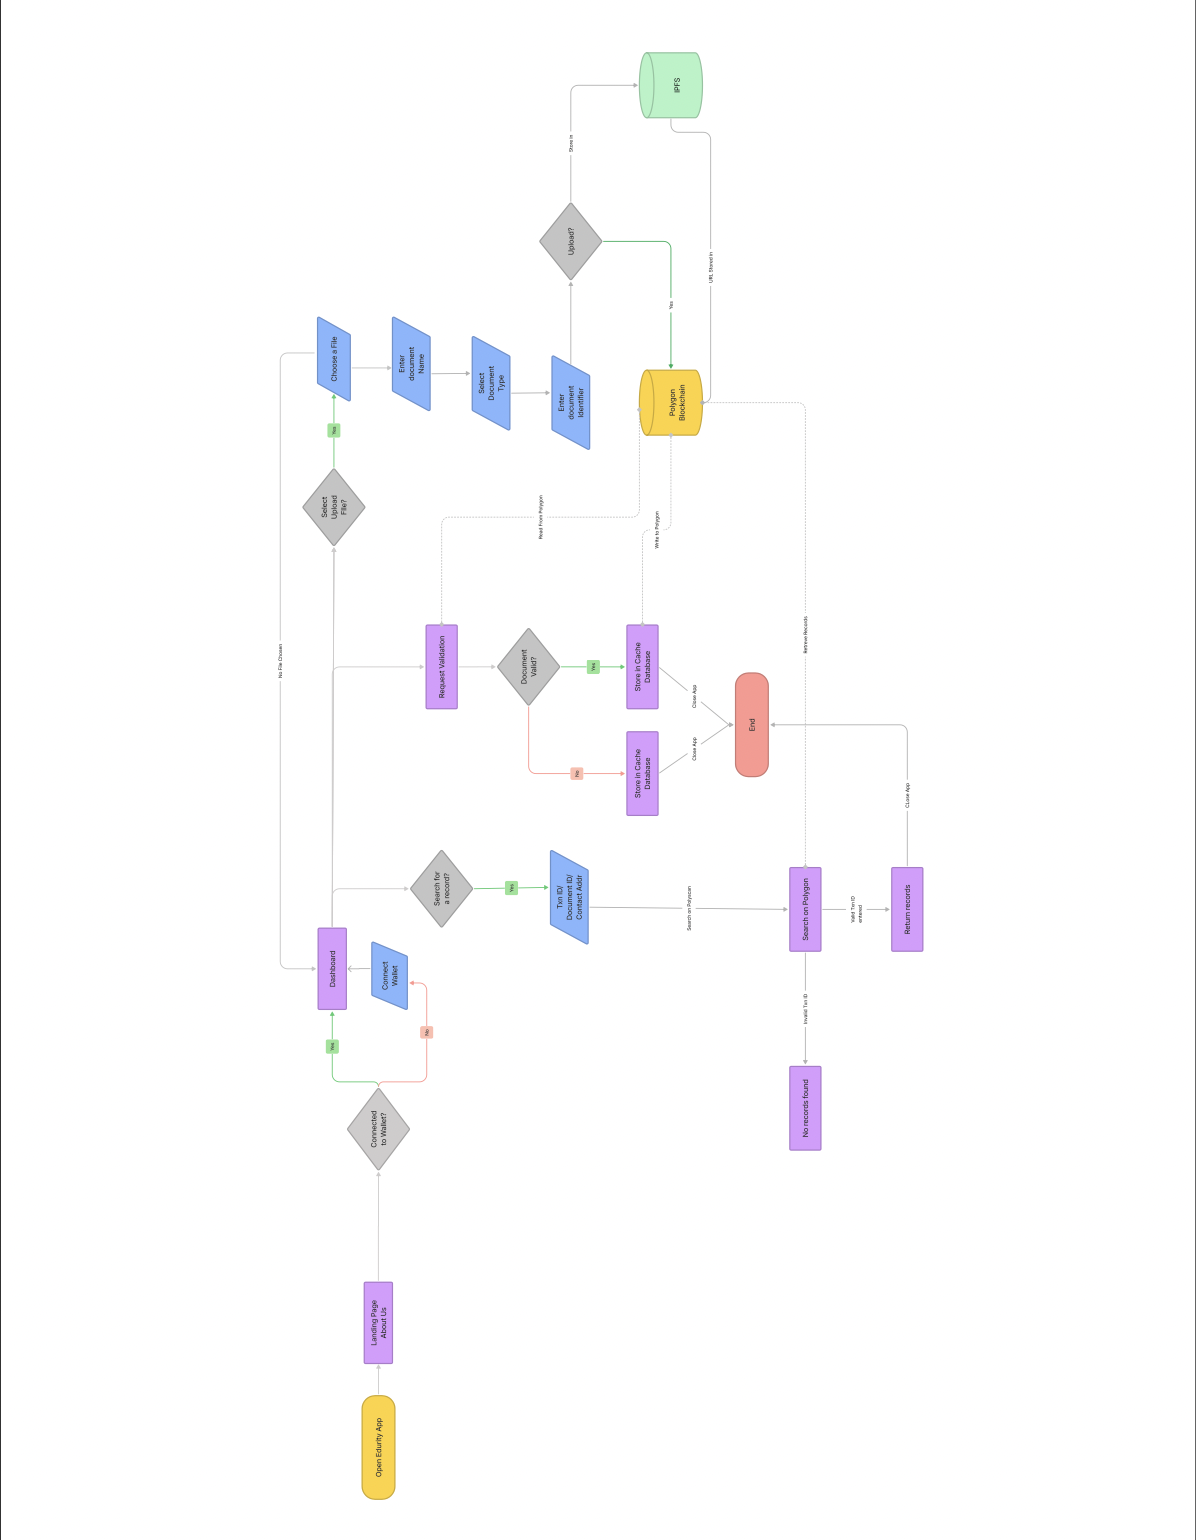 Open Edurity App
Landing Page
About Us
Connected
to Wallet?
Yes
No
Connect
Wallet
Dashboard
No File Chosen
Search for
a record?
Yes
Txn ID/
Document ID/
Contact Addr
Search on Polyscan
Search on Polygon
Invalid Txn ID
No records found
Valid Txn ID
entered
Return records
CLose App
Retrieve Records
Request Validation
Read From Polygon
Document
Valid?
Yes
No
Store in Cache
Database
Store in Cache
Database
Write to Polygon
Close App
Close App
End
Select
Upload
File?
Yes
Choose a File
Enter
document
Name
Select
Document
Type
Enter
document
Identifier
Upload?
Yes
Store in
Polygon
Blockchain
URL Stored in
IPFS